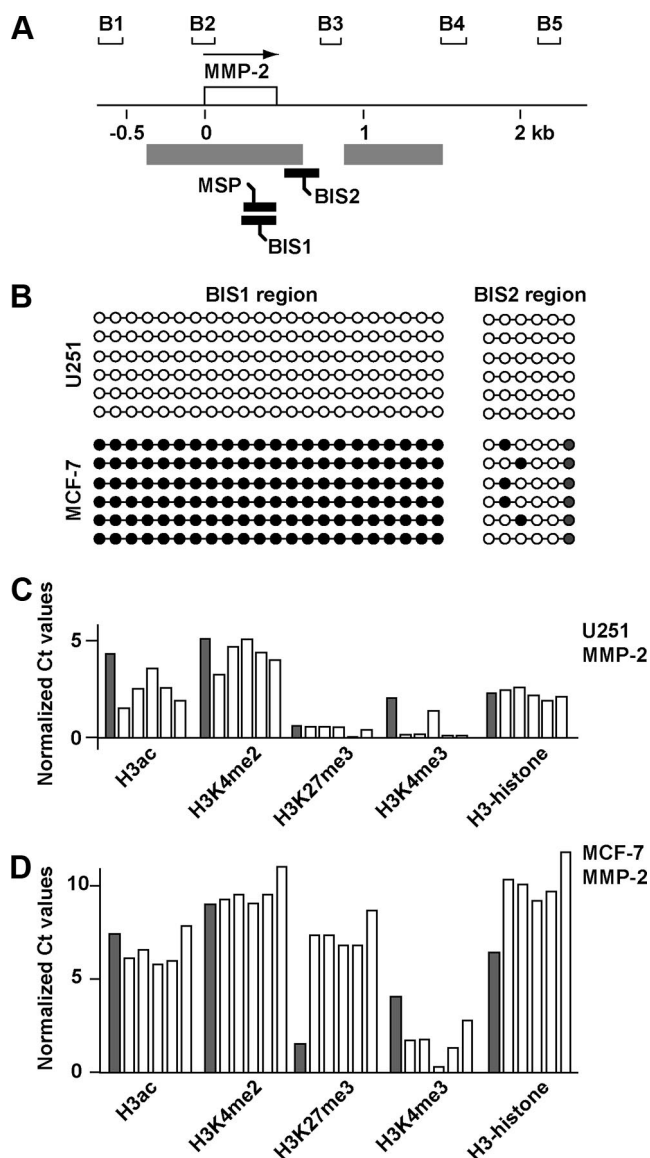 A
B1 B2 B3 B4 B5
MMP-2
-0.5 0 1 2 kb
MSP
BIS2
BIS1
B
BIS1 region BIS2 region
U251
MCF-7
C
Normalized Ct values
5
0
U251
MMP-2
H3ac H3K4me2 H3K27me3 H3K4me3 H3-histone
D
Normalized Ct values
10
5
0
MCF-7
MMP-2
H3ac H3K4me2 H3K27me3 H3K4me3 H3-histone